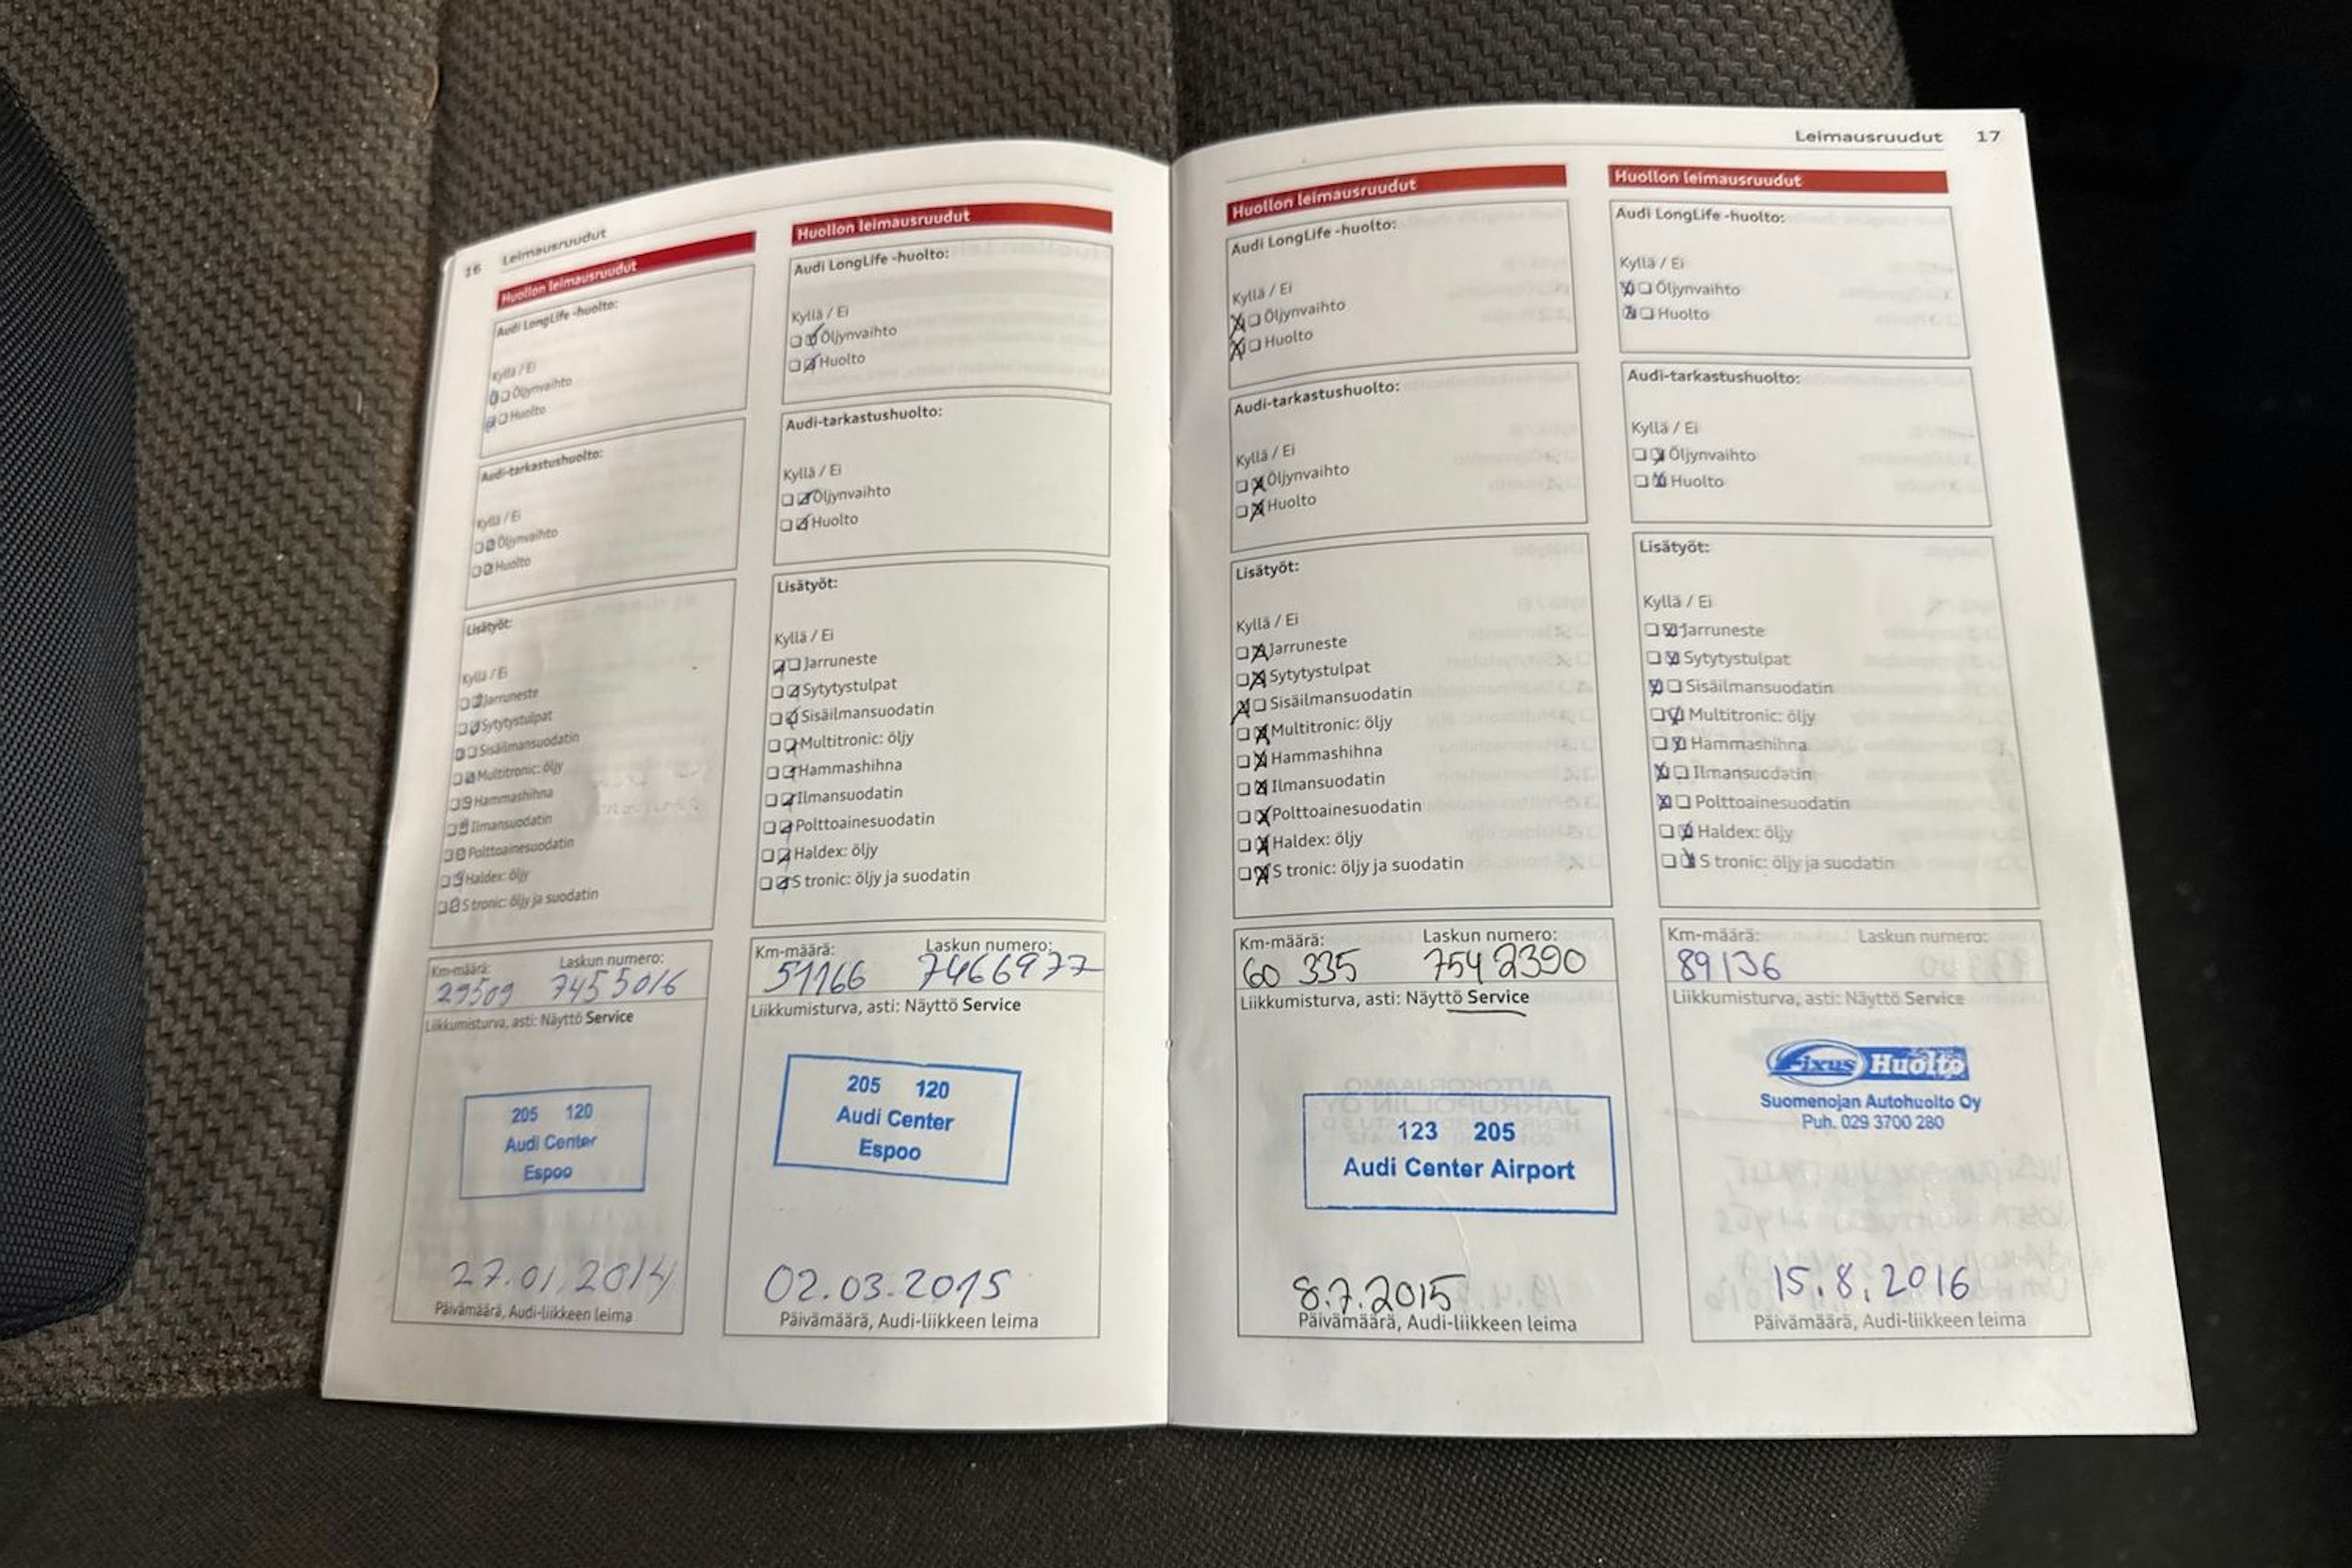 16 Leimausruudut
Huollon leimausruudut
Audi LongLife -huolto:
Kyllä / Ei
Öljynvaihto
Huolto
Audi-tarkastushuolto:
Kyllä / Ei
Öljynvaihto
Huolto
Lisätyöt:
Kyllä / Ei
Jarruneste
Sytytystulpat
Sisäilmansuodatin
Multitronic: öljy
Hammashihna
Ilmansuodatin
Polttoainesuodatin
Haldex: öljy
S tronic: öljy ja suodatin
Km-määrä: Laskun numero:
29509 7455016
Liikkumisturva, asti: Näyttö Service
205 120
Audi Center
Espoo
27.01.2014
Päivämäärä, Audi-liikkeen leima
Huollon leimausruudut
Audi LongLife -huolto:
Kyllä / Ei
Öljynvaihto
Huolto
Audi-tarkastushuolto:
Kyllä / Ei
Öljynvaihto
Huolto
Lisätyöt:
Kyllä / Ei
Jarruneste
Sytytystulpat
Sisäilmansuodatin
Multitronic: öljy
Hammashihna
Ilmansuodatin
Polttoainesuodatin
Haldex: öljy
S tronic: öljy ja suodatin
Km-määrä: Laskun numero:
51166 7466977
Liikkumisturva, asti: Näyttö Service
205 120
Audi Center
Espoo
02.03.2015
Päivämäärä, Audi-liikkeen leima
Leimausruudut 17
Huollon leimausruudut
Audi LongLife -huolto:
Kyllä / Ei
Öljynvaihto
Huolto
Audi-tarkastushuolto:
Kyllä / Ei
Öljynvaihto
Huolto
Lisätyöt:
Kyllä / Ei
Jarruneste
Sytytystulpat
Sisäilmansuodatin
Multitronic: öljy
Hammashihna
Ilmansuodatin
Polttoainesuodatin
Haldex: öljy
S tronic: öljy ja suodatin
Km-määrä: Laskun numero:
60 335 7542390
Liikkumisturva, asti: Näyttö Service
123 205
Audi Center Airport
8.7.2015
Päivämäärä, Audi-liikkeen leima
Huollon leimausruudut
Audi LongLife -huolto:
Kyllä / Ei
Öljynvaihto
Huolto
Audi-tarkastushuolto:
Kyllä / Ei
Öljynvaihto
Huolto
Lisätyöt:
Kyllä / Ei
Jarruneste
Sytytystulpat
Sisäilmansuodatin
Multitronic: öljy
Hammashihna
Ilmansuodatin
Polttoainesuodatin
Haldex: öljy
S tronic: öljy ja suodatin
Km-määrä: Laskun numero:
89136
Liikkumisturva, asti: Näyttö Service
Fixus Huolto
Suomenojan Autohuolto Oy
Puh. 029 3700 280
15.8.2016
Päivämäärä, Audi-liikkeen leima